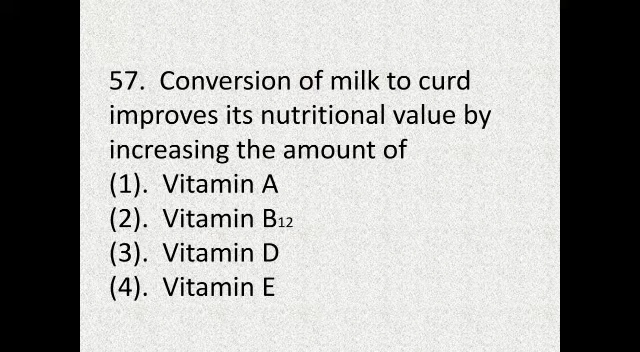 57.  Conversion of milk to curd
improves its nutritional value by
increasing the amount of
(1).  Vitamin A
(2).  Vitamin B₁₂
(3).  Vitamin D
(4).  Vitamin E